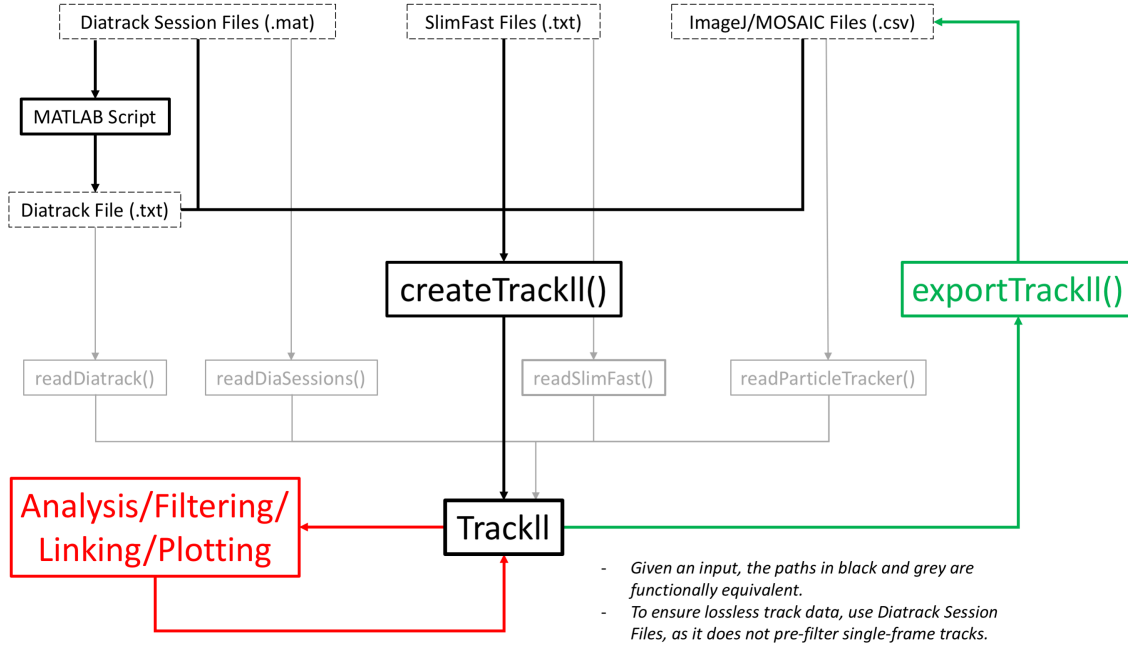 Diatrack Session Files (.mat)
SlimFast Files (.txt)
ImageJ/MOSAIC Files (.csv)
MATLAB Script
Diatrack File (.txt)
createTrackll()
exportTrackll()
readDiatrack()
readDiaSessions()
readSlimFast()
readParticleTracker()
Analysis/Filtering/
Linking/Plotting
Trackll
- Given an input, the paths in black and grey are
functionally equivalent.
- To ensure lossless track data, use Diatrack Session
Files, as it does not pre-filter single-frame tracks.